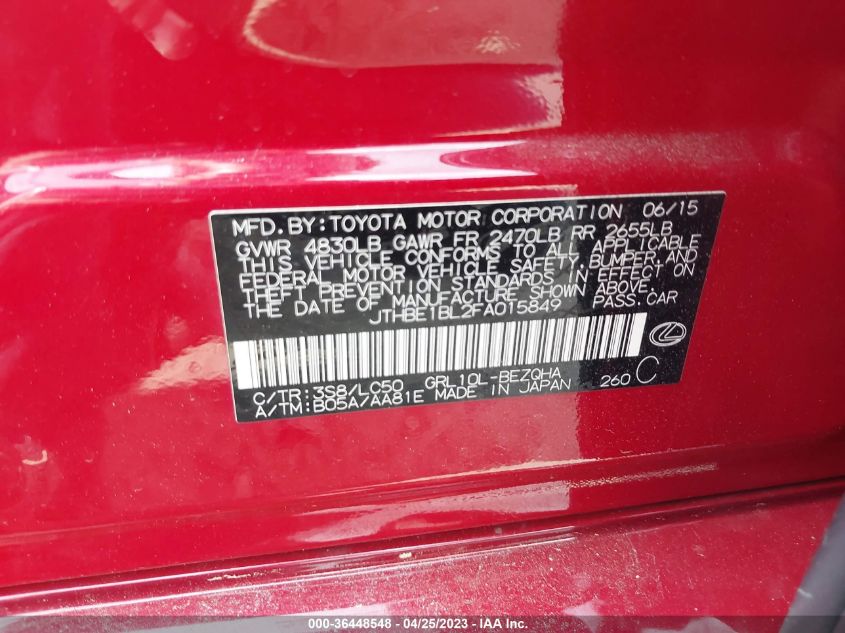 MFD.BY:TOYOTA MOTOR CORPORATION 06/15
GVWR 4830LB GAWR FR 2470LB RR 2655LB
THIS VEHICLE CONFORMS TO ALL APPLICABLE
FEDERAL MOTOR VEHICLE SAFETY, BUMPER, AND
THEFT PREVENTION STANDARDS IN EFFECT ON
THE DATE OF MANUFACTURE SHOWN ABOVE.
JTHBE1BL2FA015849 PASS.CAR
C/TR:3S8/LC50 GRL10L-BEZQHA
A/TM:B05A/AA81E MADE IN JAPAN 260 C
000-36448548 - 04/25/2023 - IAAI, Inc.